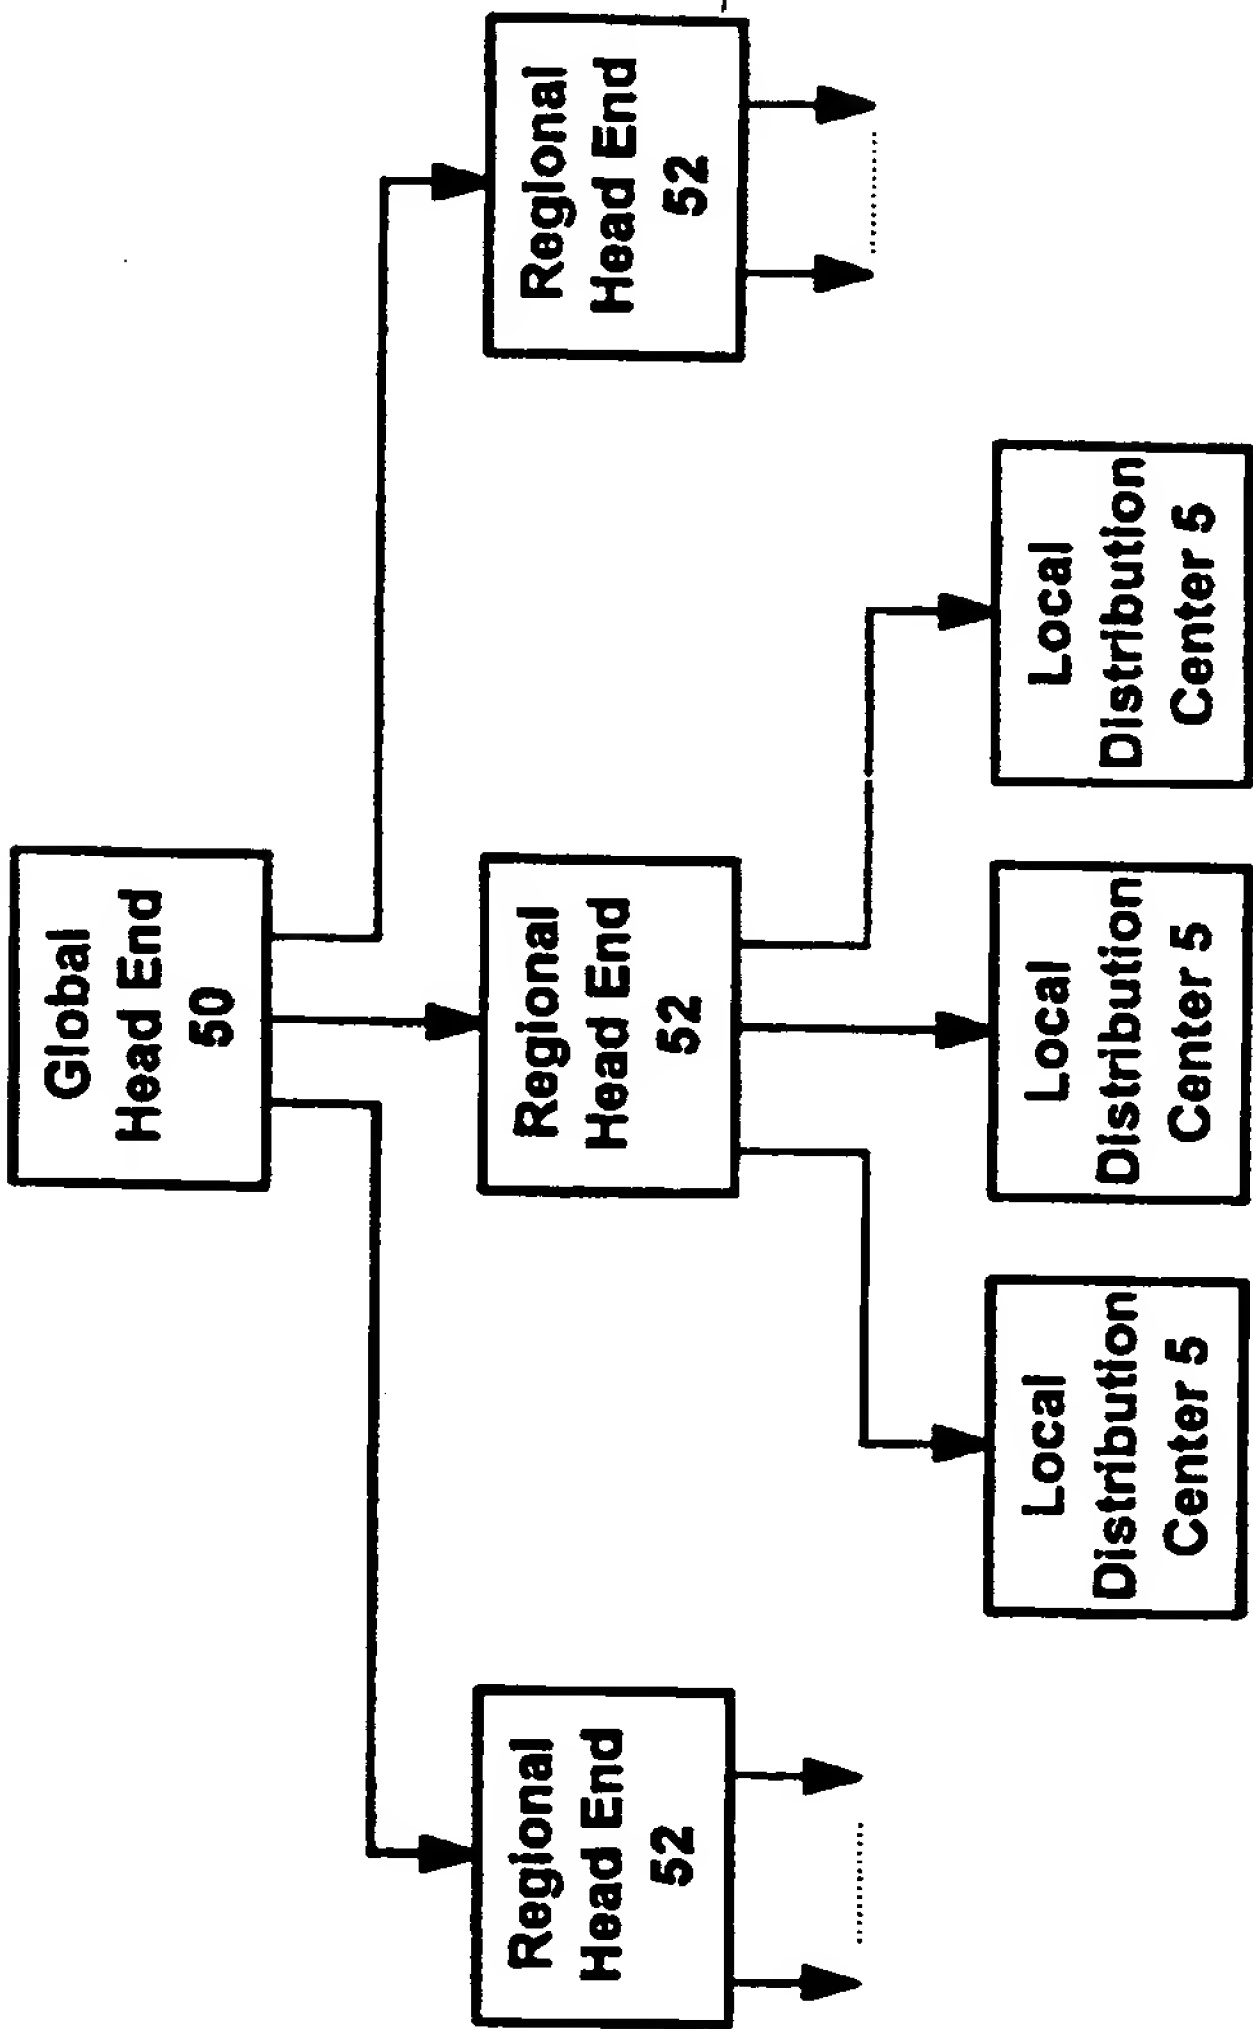 Global
Head End
50
Regional
Head End
52
Regional
Head End
52
Regional
Head End
52
Local
Distribution
Center 5
Local
Distribution
Center 5
Local
Distribution
Center 5